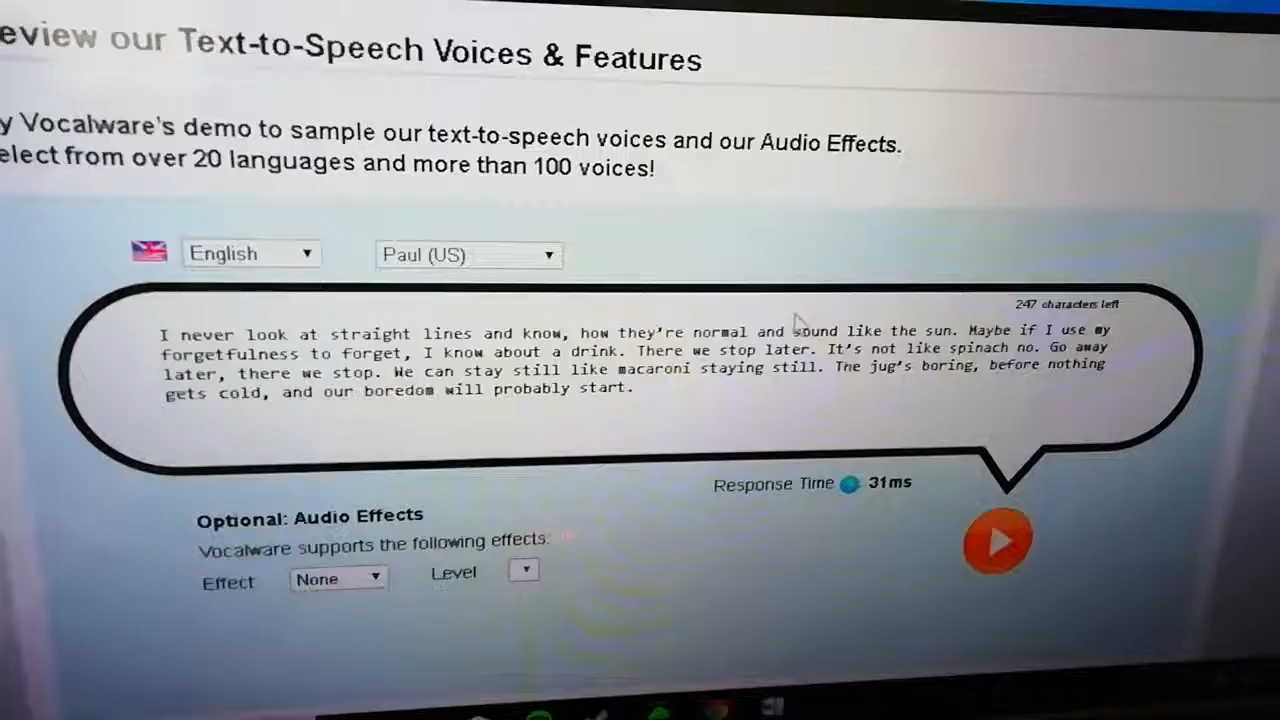 eview our Text-to-Speech Voices & Features
y Vocalware's demo to sample our text-to-speech voices and our Audio Effects.
elect from over 20 languages and more than 100 voices!
English Paul (US)
247 characters left
I never look at straight lines and know, how they're normal and sound like the sun. Maybe if I use my
forgetfulness to forget, I know about a drink. There we stop later. It's not like spinach no. Go away
later, there we stop. We can stay still like macaroni staying still. The jug's boring, before nothing
gets cold, and our boredom will probably start.
Response Time 31ms
Optional: Audio Effects
Vocalware supports the following effects:
Effect None Level